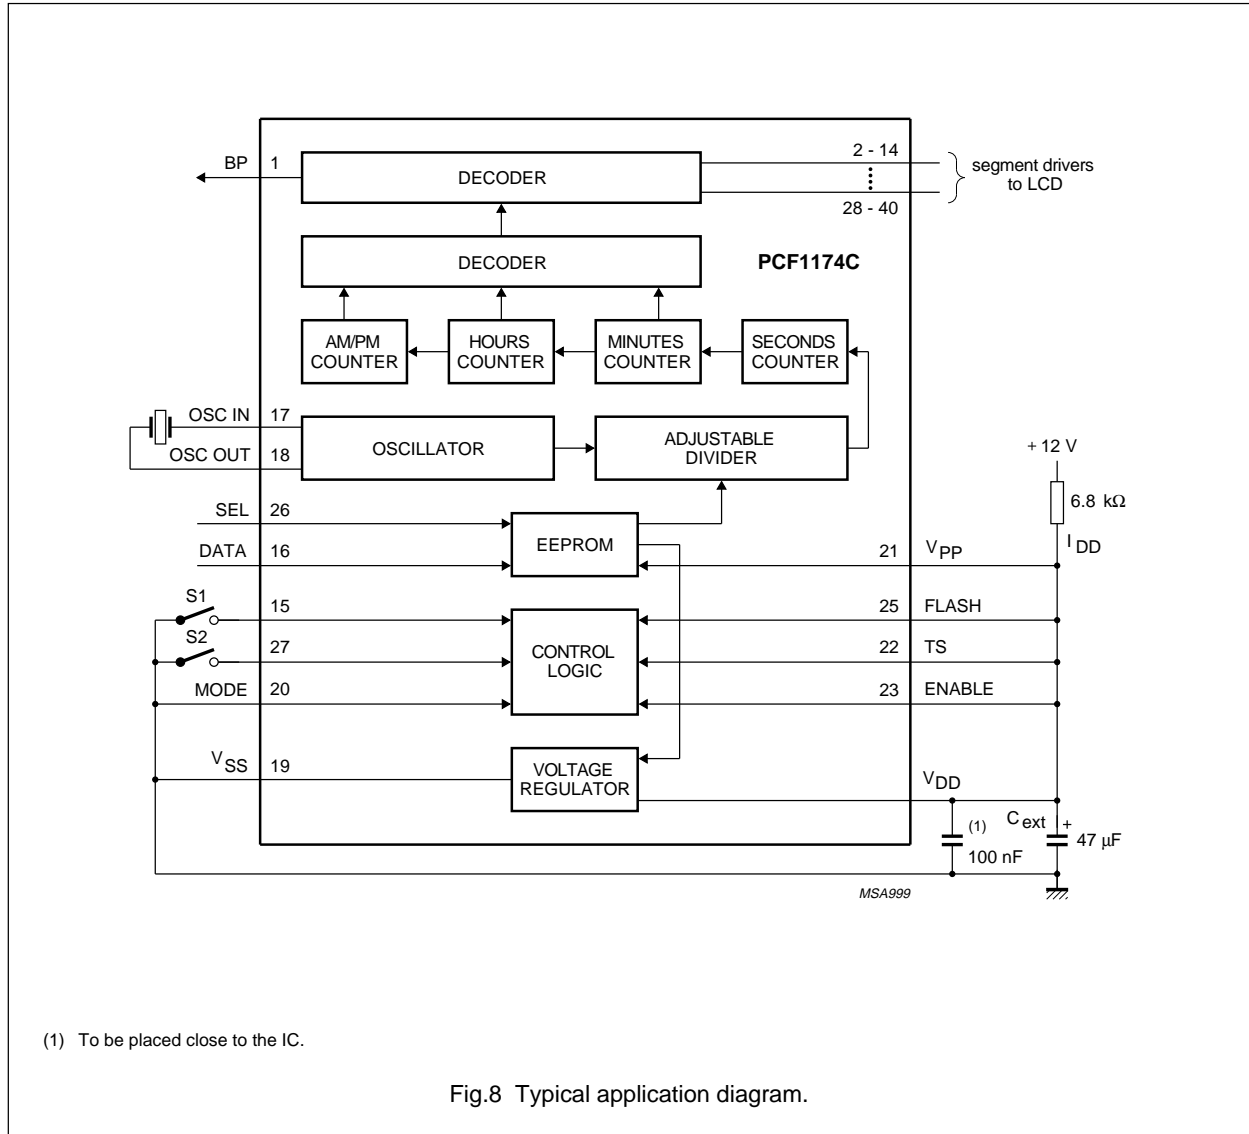 BP 1
DECODER
2 - 14
28 - 40
segment drivers
to LCD
DECODER
PCF1174C
AM/PM
COUNTER
HOURS
COUNTER
MINUTES
COUNTER
SECONDS
COUNTER
OSC IN 17
OSC OUT 18
OSCILLATOR
ADJUSTABLE
DIVIDER
+ 12 V
6.8 kΩ
I DD
SEL 26
DATA 16
EEPROM
21 V PP
S1 15
S2 27
MODE 20
CONTROL
LOGIC
25 FLASH
22 TS
23 ENABLE
V SS 19
VOLTAGE
REGULATOR
V DD
(1)
100 nF
C ext +
47 μF
MSA999
(1) To be placed close to the IC.
Fig.8 Typical application diagram.